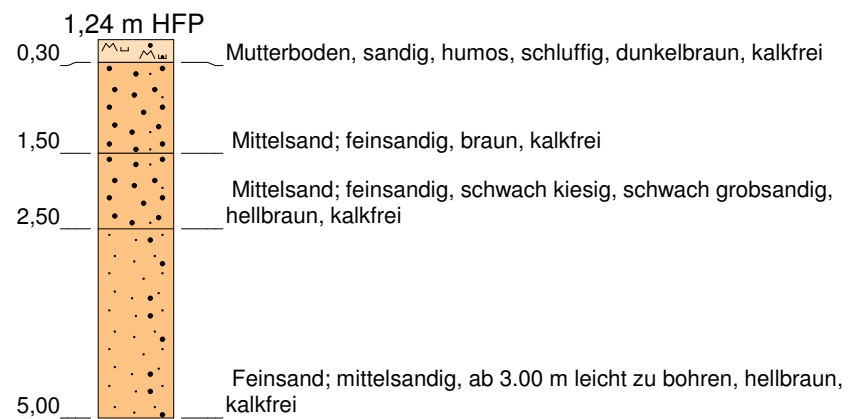 1,24 m HFP
0,30
Mutterboden, sandig, humos, schluffig, dunkelbraun, kalkfrei
1,50
Mittelsand; feinsandig, braun, kalkfrei
Mittelsand; feinsandig, schwach kiesig, schwach grobsandig,
2,50
hellbraun, kalkfrei
Feinsand; mittelsandig, ab 3.00 m leicht zu bohren, hellbraun,
5,00
kalkfrei